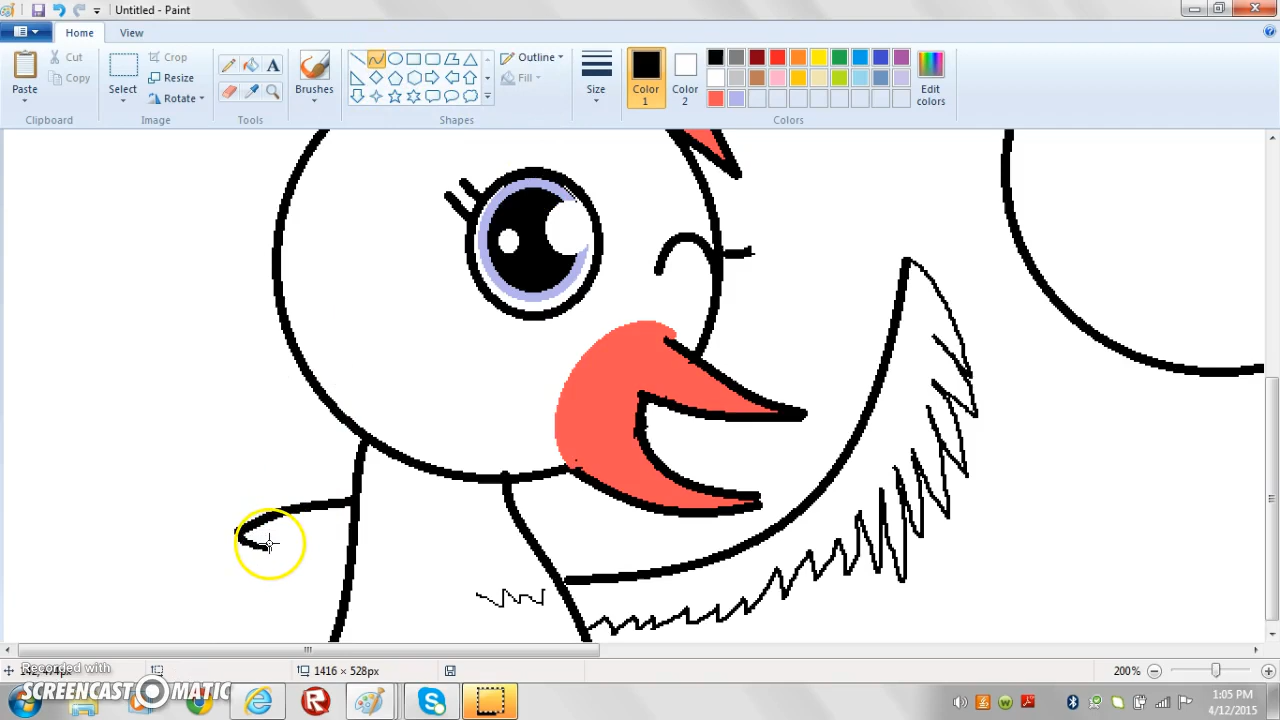 Untitled - Paint
Home View
Paste
Cut
Copy
Clipboard
Select
Crop
Resize
Rotate
Image
A
Tools
Brushes
Outline
Fill
Shapes
Size
Color 1
Color 2
Edit colors
Colors
1416 × 528px
200%
Recorded with
SCREENCAST MATIC
1:05 PM
4/12/2015